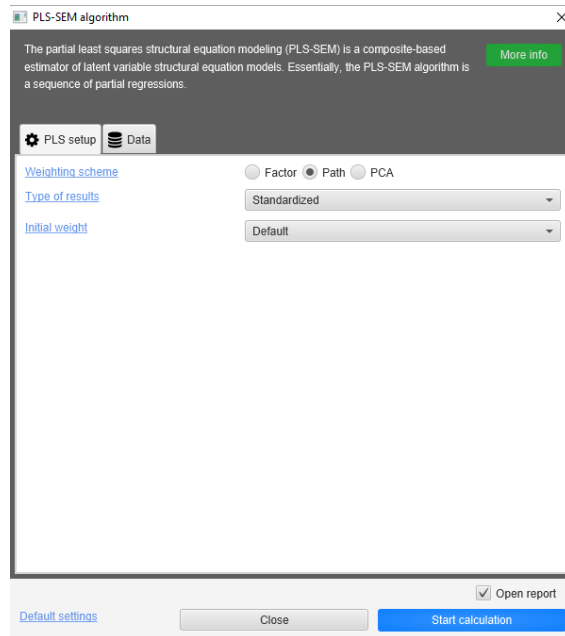 PLS-SEM algorithm
The partial least squares structural equation modeling (PLS-SEM) is a composite-based
estimator of latent variable structural equation models. Essentially, the PLS-SEM algorithm is
a sequence of partial regressions.
More info
PLS setup Data
Weighting scheme Factor Path PCA
Type of results Standardized
Initial weight Default
Open report
Default settings Close Start calculation